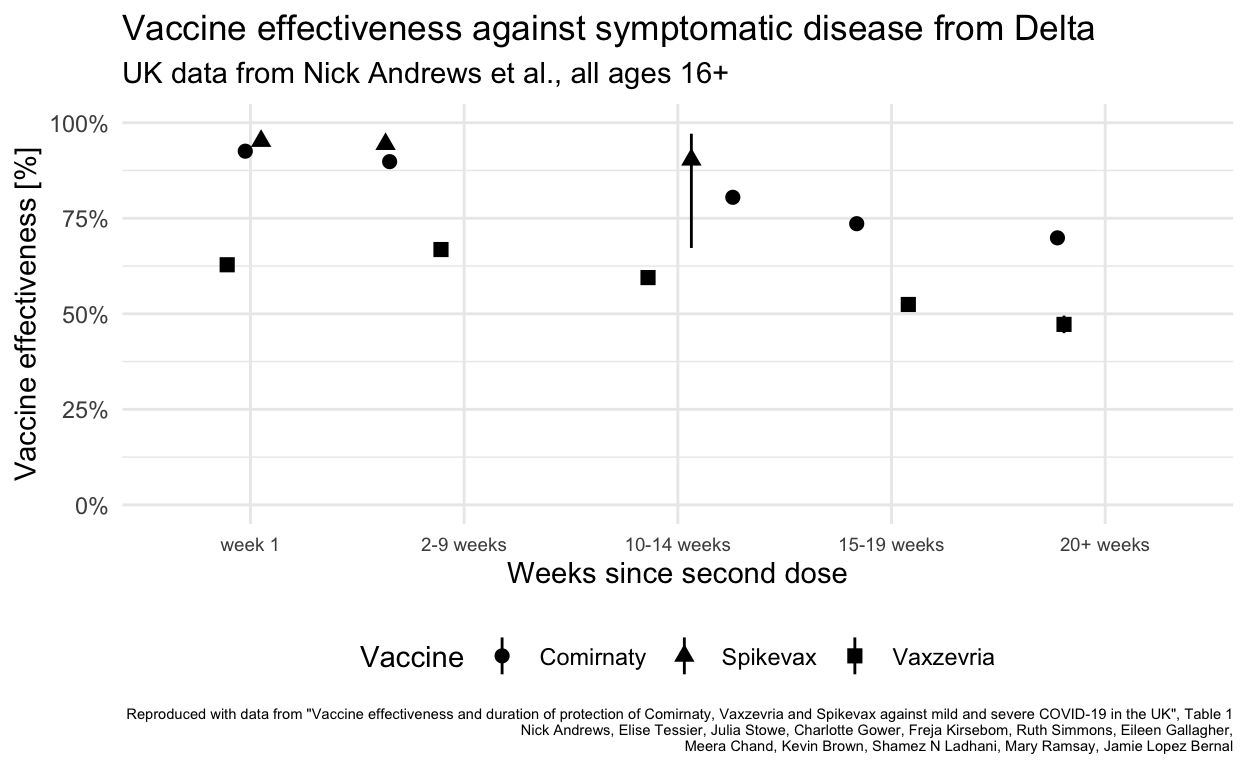 Vaccine effectiveness against symptomatic disease from Delta
UK data from Nick Andrews et al., all ages 16+
Vaccine effectiveness [%]
100%
75%
50%
25%
0%
week 1
2-9 weeks
10-14 weeks
15-19 weeks
20+ weeks
Weeks since second dose
Vaccine
Comirnaty
Spikevax
Vaxzevria
Reproduced with data from "Vaccine effectiveness and duration of protection of Comirnaty, Vaxzevria and Spikevax against mild and severe COVID-19 in the UK", Table 1
Nick Andrews, Elise Tessier, Julia Stowe, Charlotte Gower, Freja Kirsebom, Ruth Simmons, Eileen Gallagher,
Meera Chand, Kevin Brown, Shamez N Ladhani, Mary Ramsay, Jamie Lopez Bernal